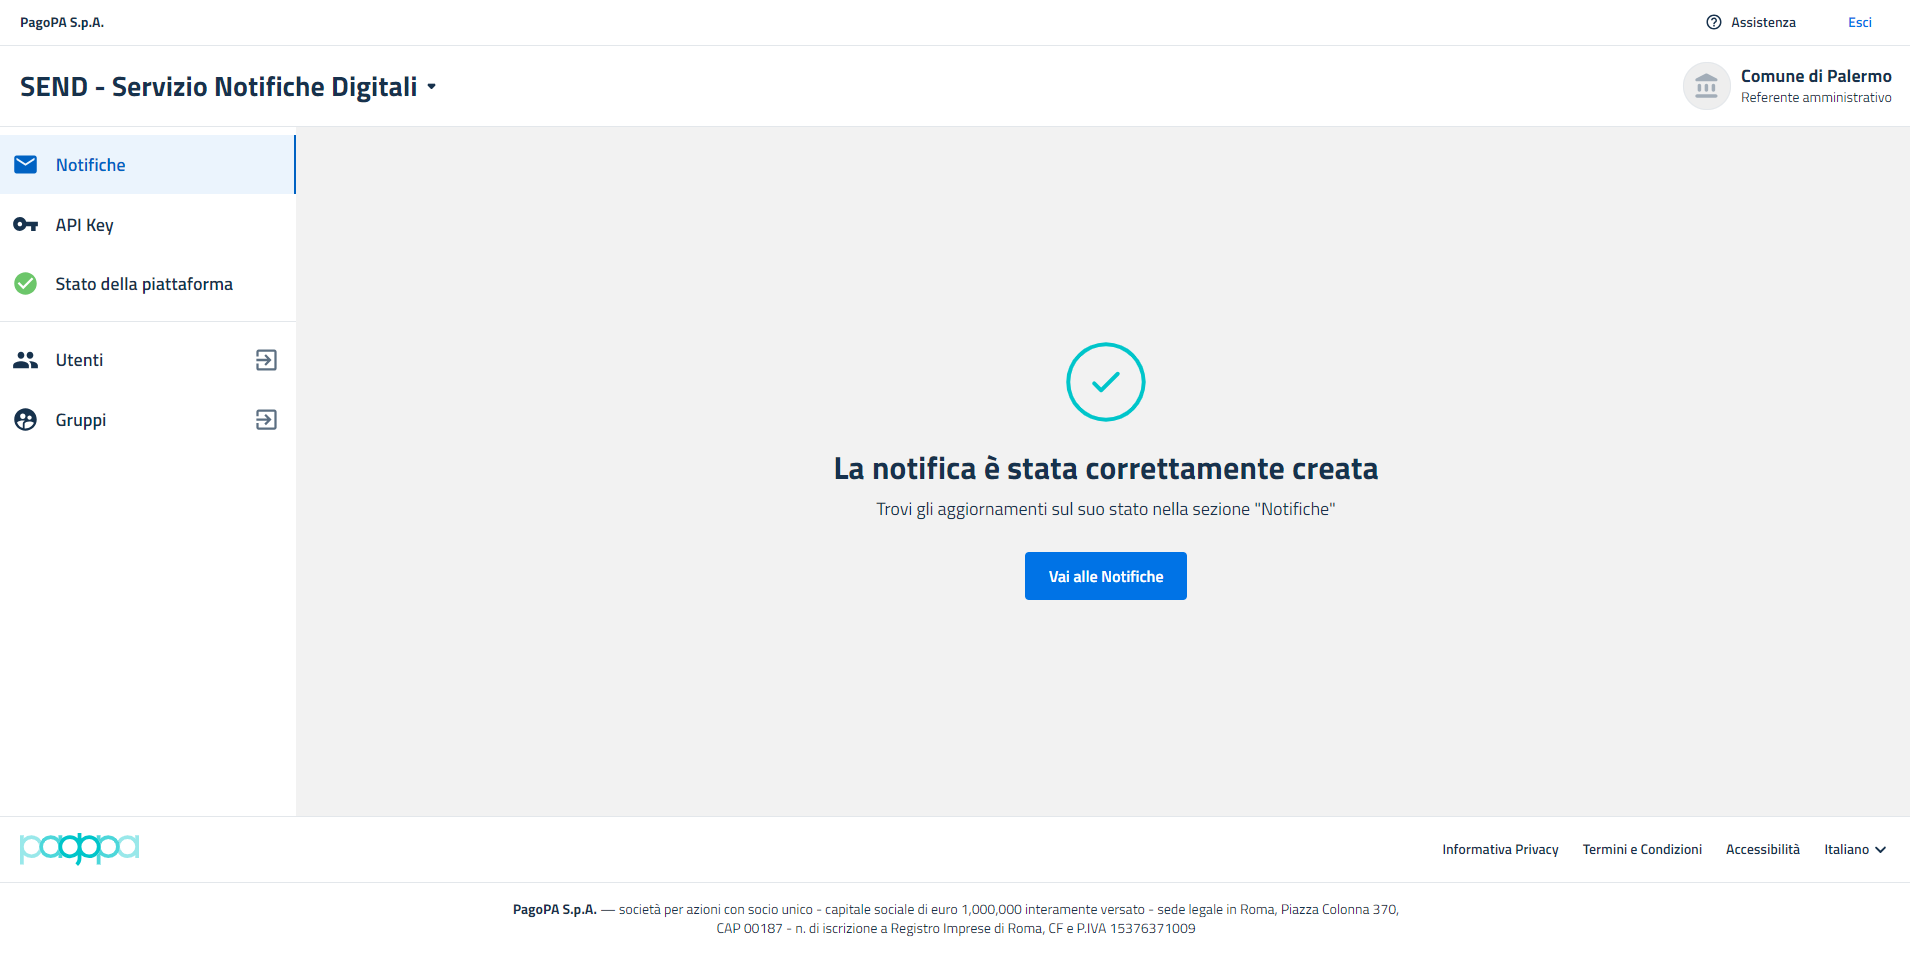 PagoPA S.p.A.
Assistenza
Esci
SEND - Servizio Notifiche Digitali
Comune di Palermo
Referente amministrativo
Notifiche
API Key
Stato della piattaforma
Utenti
Gruppi
La notifica è stata correttamente creata
Trovi gli aggiornamenti sul suo stato nella sezione "Notifiche"
Vai alle Notifiche
pagopa
Informativa Privacy
Termini e Condizioni
Accessibilità
Italiano
PagoPA S.p.A. — società per azioni con socio unico - capitale sociale di euro 1,000,000 interamente versato - sede legale in Roma, Piazza Colonna 370,
CAP 00187 - n. di iscrizione a Registro Imprese di Roma, CF e P.IVA 15376371009